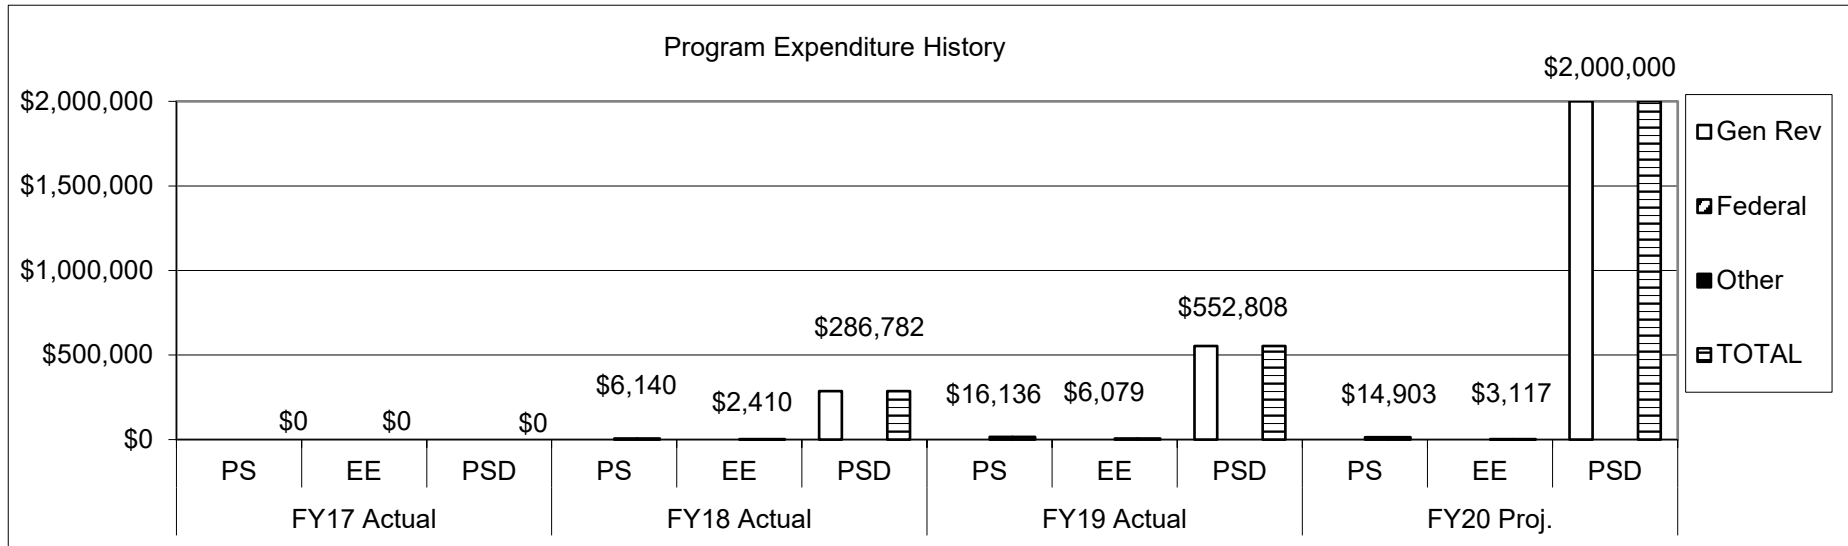 Program Expenditure History
$2,000,000
$2,000,000
$1,500,000
$1,000,000
$500,000
$0
$0 $0 $0
$6,140 $2,410 $286,782
$16,136 $6,079 $552,808
$14,903 $3,117
PS EE PSD PS EE PSD PS EE PSD PS EE PSD
FY17 Actual FY18 Actual FY19 Actual FY20 Proj.
Gen Rev
Federal
Other
TOTAL